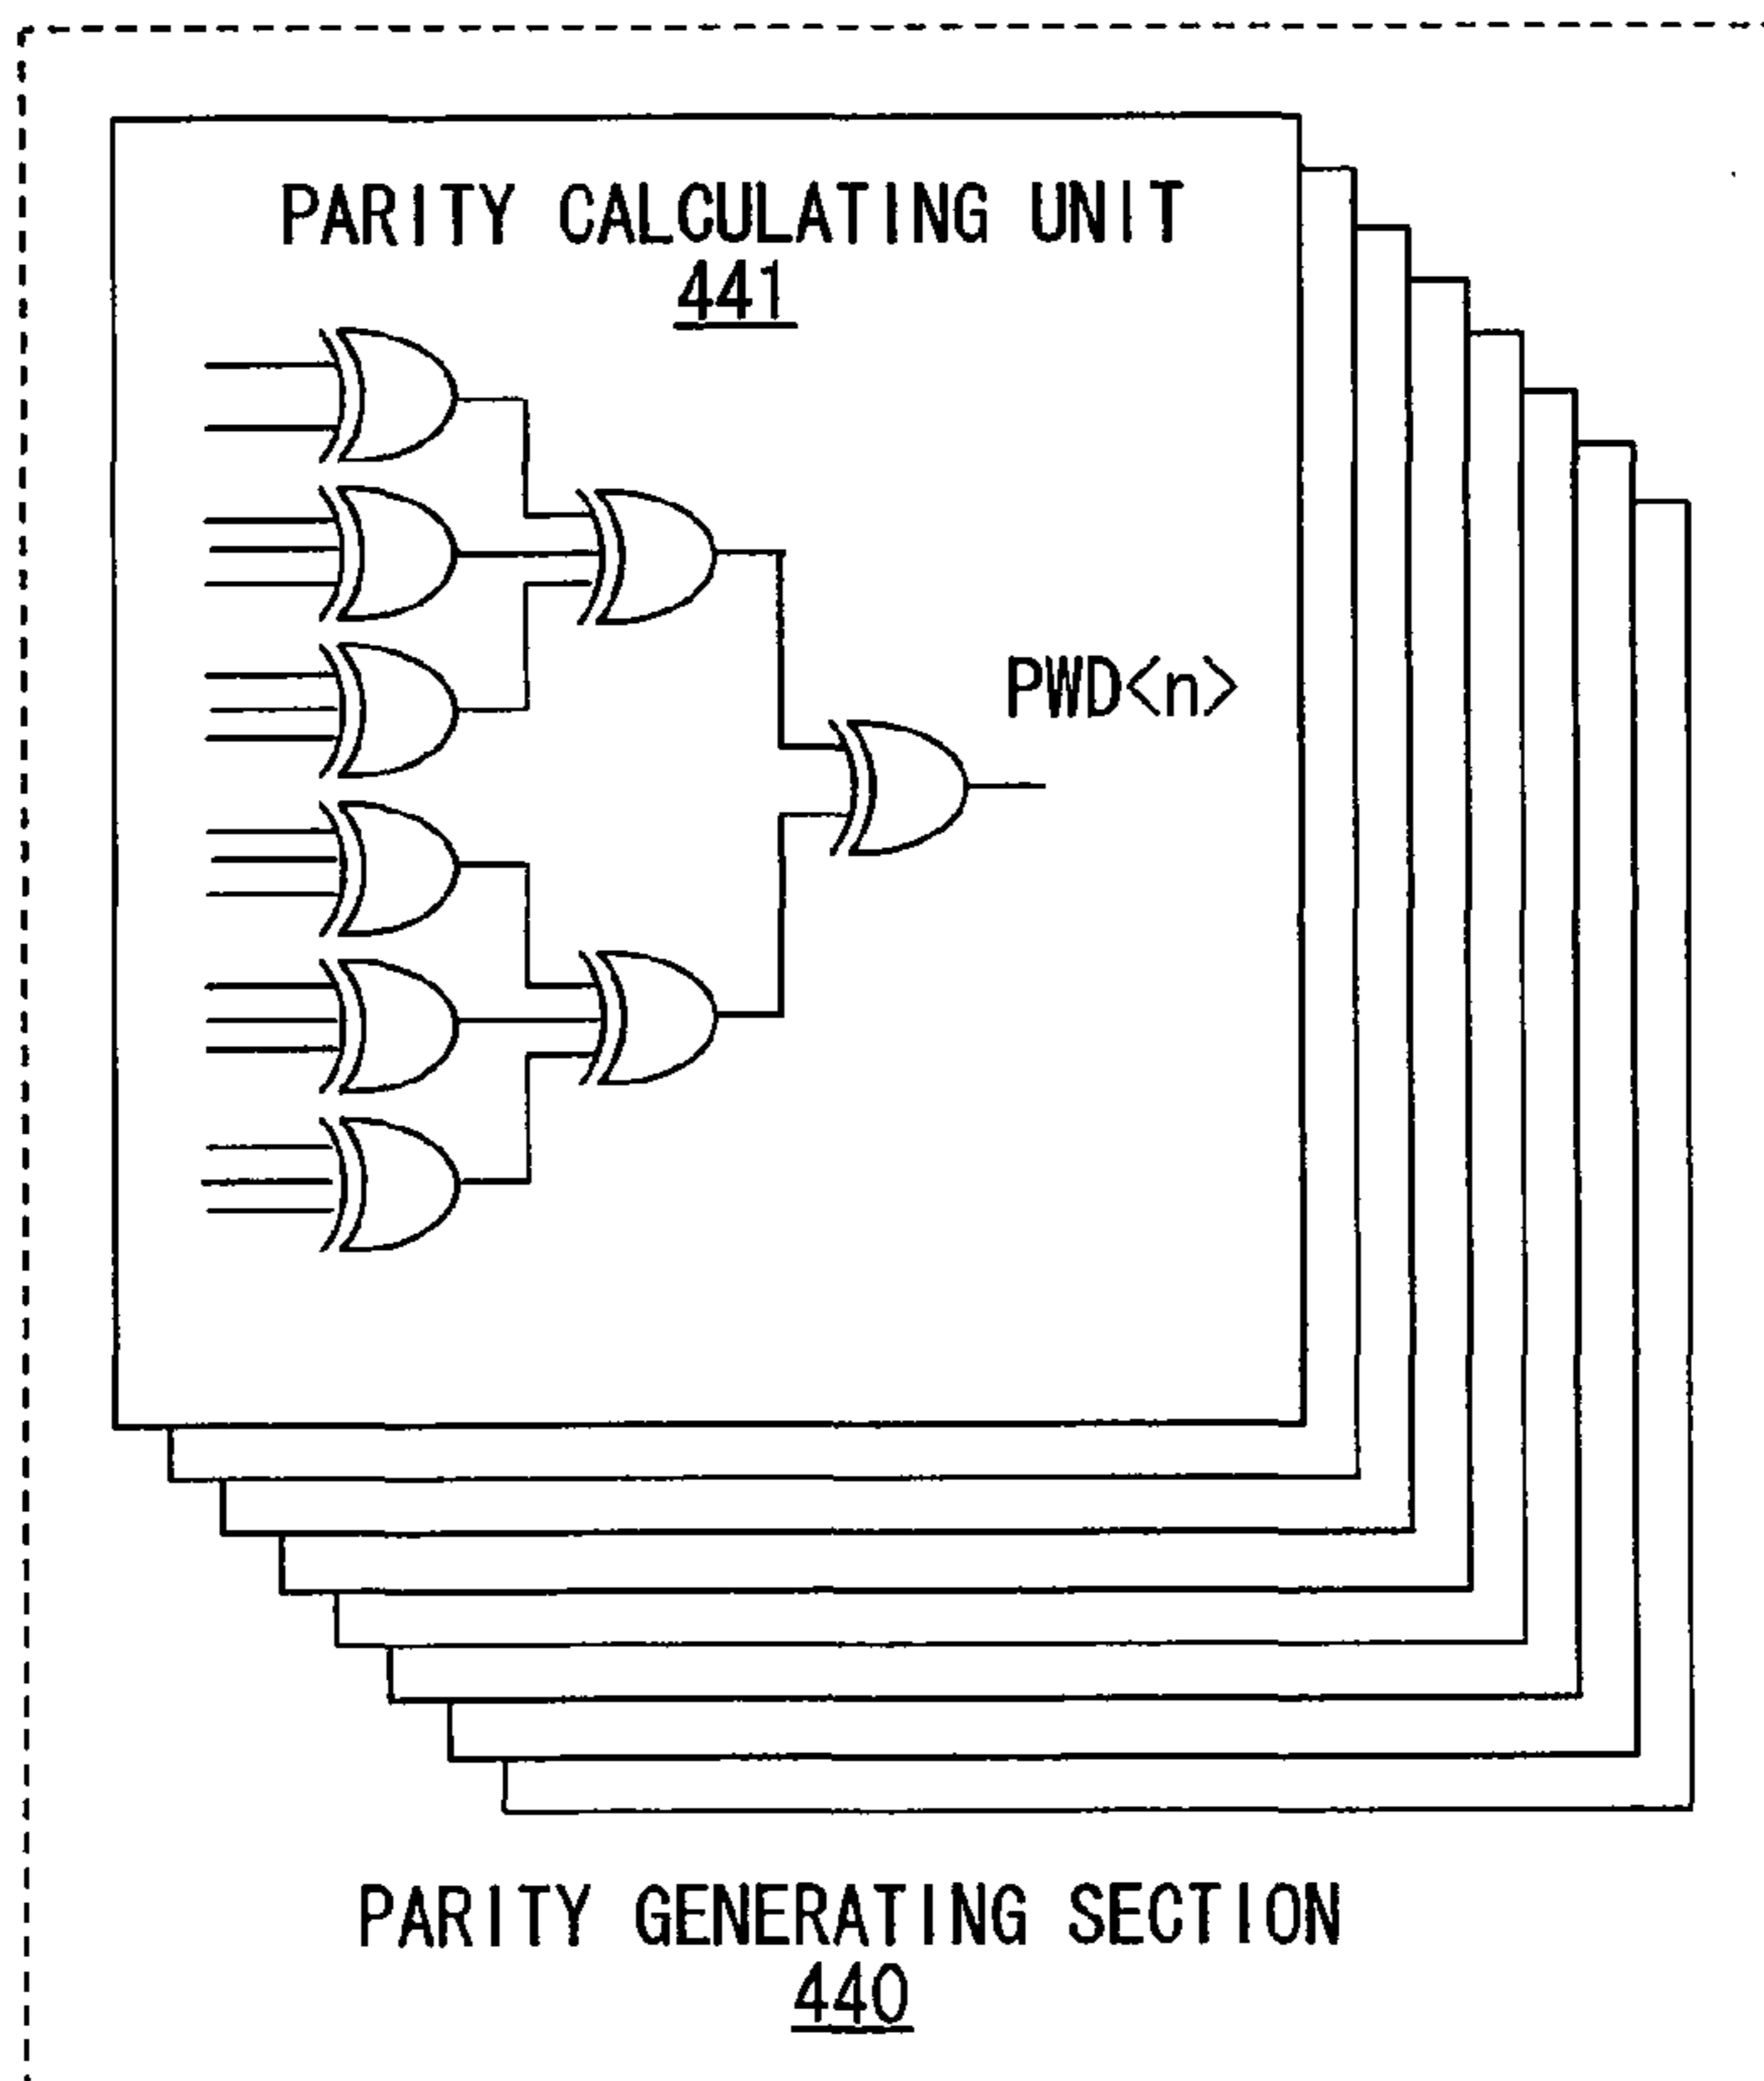 PARITY CALCULATING UNIT
441
PWD<n>
PARITY GENERATING SECTION
440